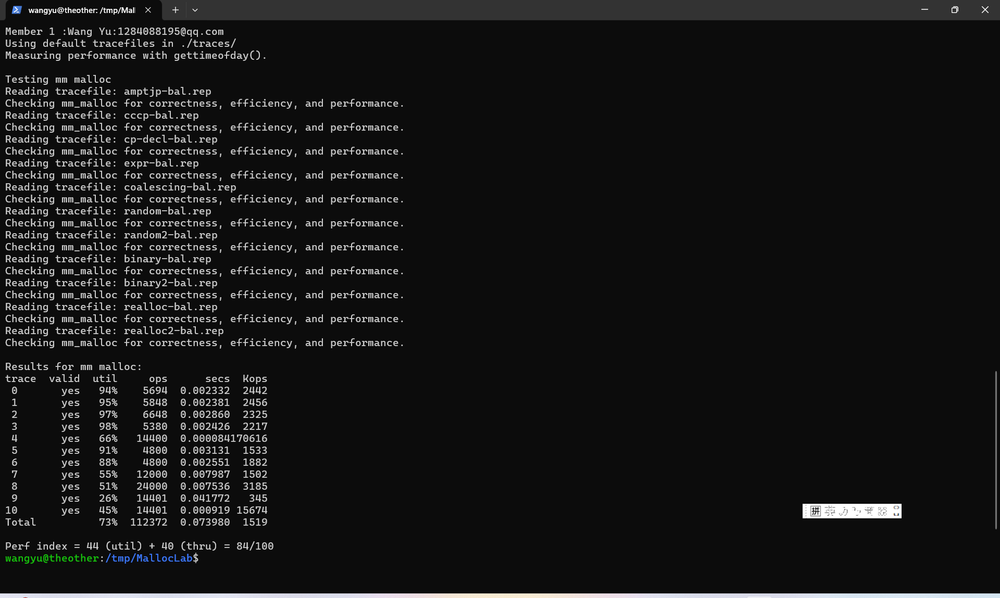 wangyu@theother: /tmp/Mal
Member 1 :Wang Yu:1284088195@qq.com
Using default tracefiles in ./traces/
Measuring performance with gettimeofday().
Testing mm malloc
Reading tracefile: amptjp-bal.rep
Checking mm_malloc for correctness, efficiency, and performance.
Reading tracefile: cccp-bal.rep
Checking mm_malloc for correctness, efficiency, and performance.
Reading tracefile: cp-decl-bal.rep
Checking mm_malloc for correctness, efficiency, and performance.
Reading tracefile: expr-bal.rep
Checking mm_malloc for correctness, efficiency, and performance.
Reading tracefile: coalescing-bal.rep
Checking mm_malloc for correctness, efficiency, and performance.
Reading tracefile: random-bal.rep
Checking mm_malloc for correctness, efficiency, and performance.
Reading tracefile: random2-bal.rep
Checking mm_malloc for correctness, efficiency, and performance.
Reading tracefile: binary-bal.rep
Checking mm_malloc for correctness, efficiency, and performance.
Reading tracefile: binary2-bal.rep
Checking mm_malloc for correctness, efficiency, and performance.
Reading tracefile: realloc-bal.rep
Checking mm_malloc for correctness, efficiency, and performance.
Reading tracefile: realloc2-bal.rep
Checking mm_malloc for correctness, efficiency, and performance.
Results for mm malloc:
trace  valid  util     ops      secs  Kops
 0       yes   94%    5694  0.002332  2442
 1       yes   95%    5848  0.002381  2456
 2       yes   97%    6648  0.002860  2325
 3       yes   98%    5380  0.002426  2217
 4       yes   66%   14400  0.000084170616
 5       yes   91%    4800  0.003131  1533
 6       yes   88%    4800  0.002551  1882
 7       yes   55%   12000  0.007987  1502
 8       yes   51%   24000  0.007536  3185
 9       yes   26%   14401  0.041772   345
10       yes   45%   14401  0.000919 15674
Total          73%  112372  0.073980  1519
拼
Perf index = 44 (util) + 40 (thru) = 84/100
wangyu@theother:/tmp/MallocLab$